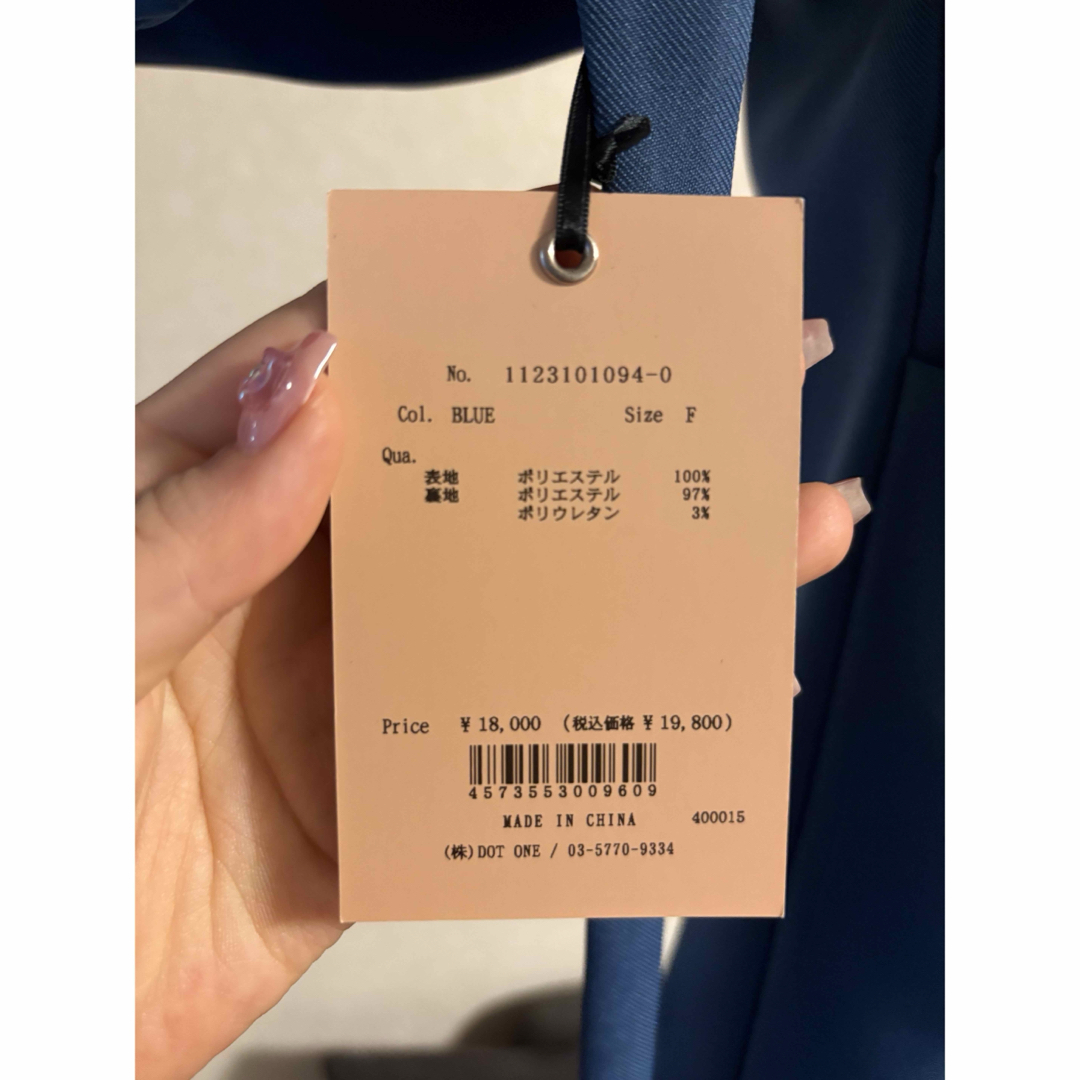 No. 1123101094-0
Col. BLUE Size F
Qua.
表地 ポリエステル 100%
裏地 ポリエステル 97%
ポリウレタン 3%
Price ¥18,000 (税込価格 ¥19,800)
4573553009609
MADE IN CHINA 400015
(株)DOT ONE / 03-5770-9334